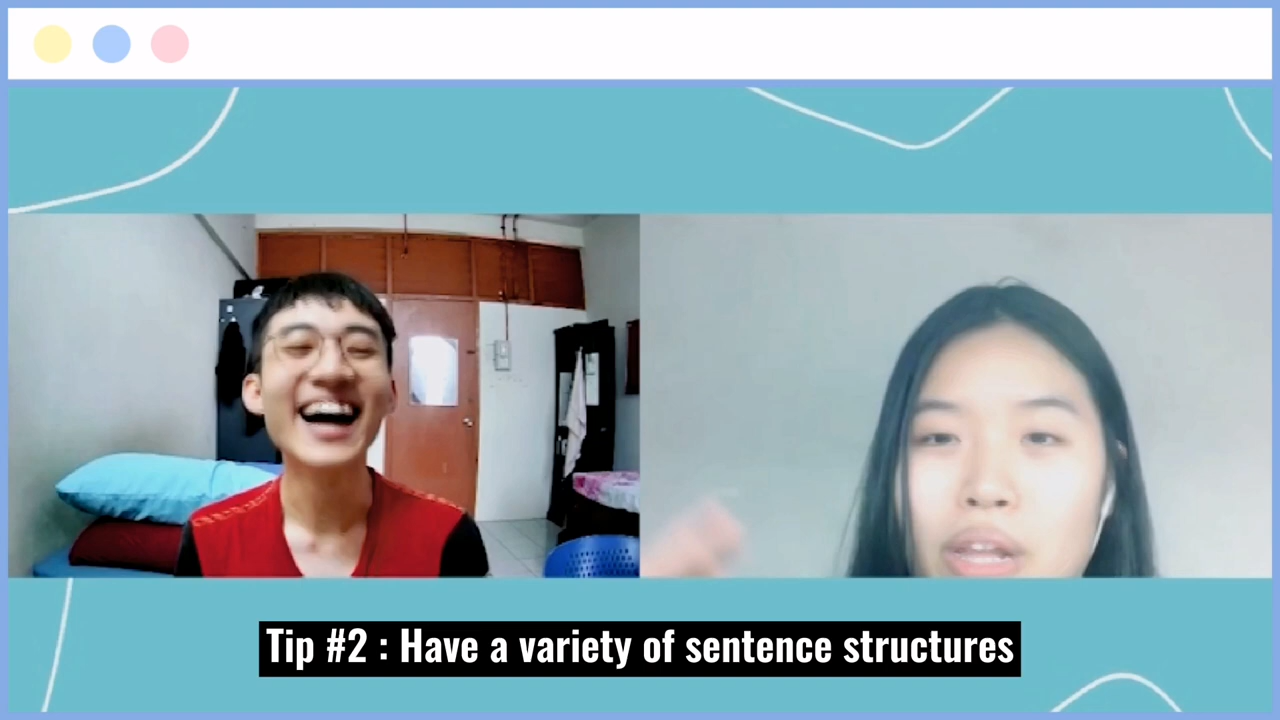 Tip #2 : Have a variety of sentence structures